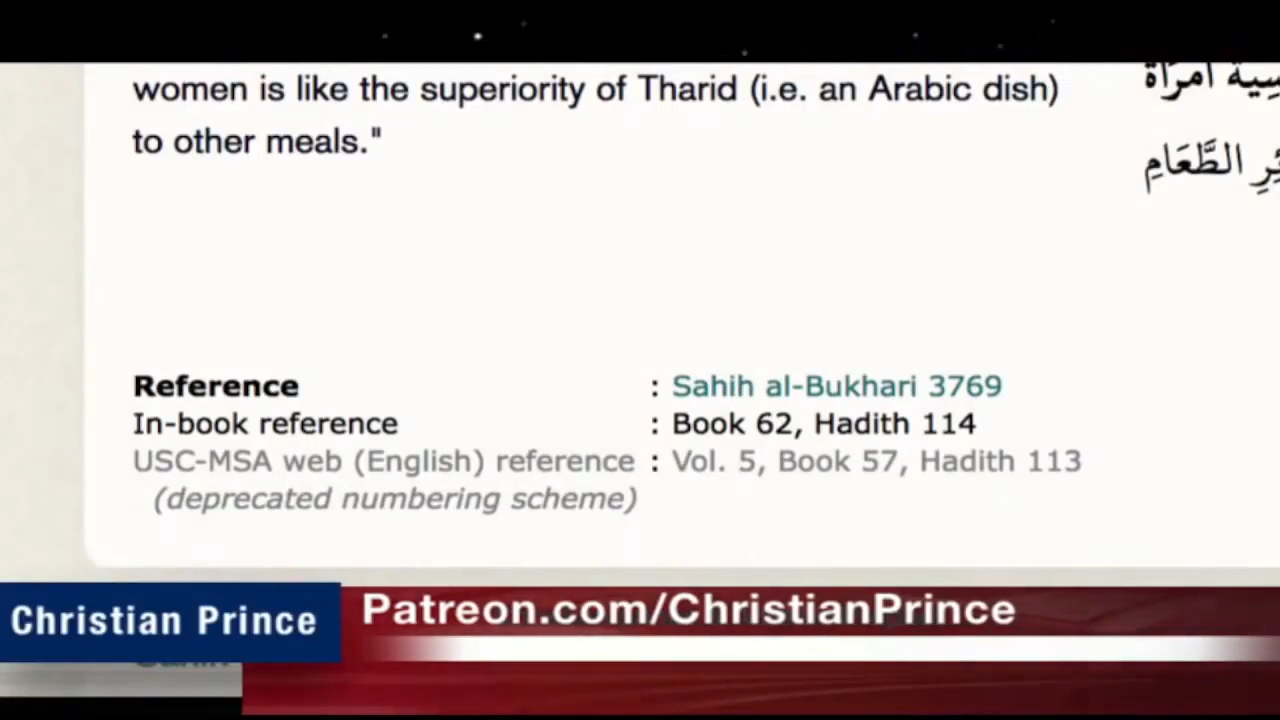 women is like the superiority of Tharid (i.e. an Arabic dish)
to other meals."
امرأة
الطَّعَامِ
Reference : Sahih al-Bukhari 3769
In-book reference : Book 62, Hadith 114
USC-MSA web (English) reference : Vol. 5, Book 57, Hadith 113
(deprecated numbering scheme)
Christian Prince
Patreon.com/ChristianPrince